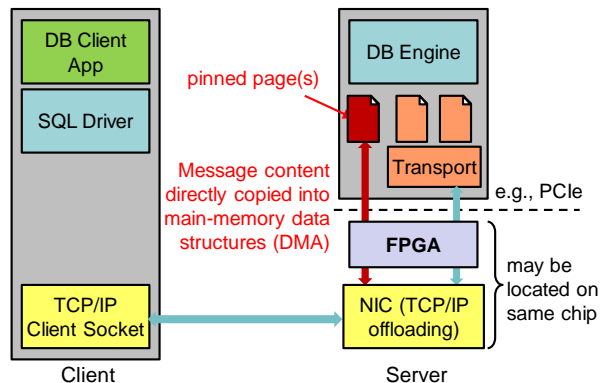 DB Client
App
SQL Driver
TCP/IP
Client Socket
Client
pinned page(s)
Message content
directly copied into
main-memory data
structures (DMA)
DB Engine
Transport
e.g., PCIe
FPGA
NIC (TCP/IP
offloading)
may be
located on
same chip
Server